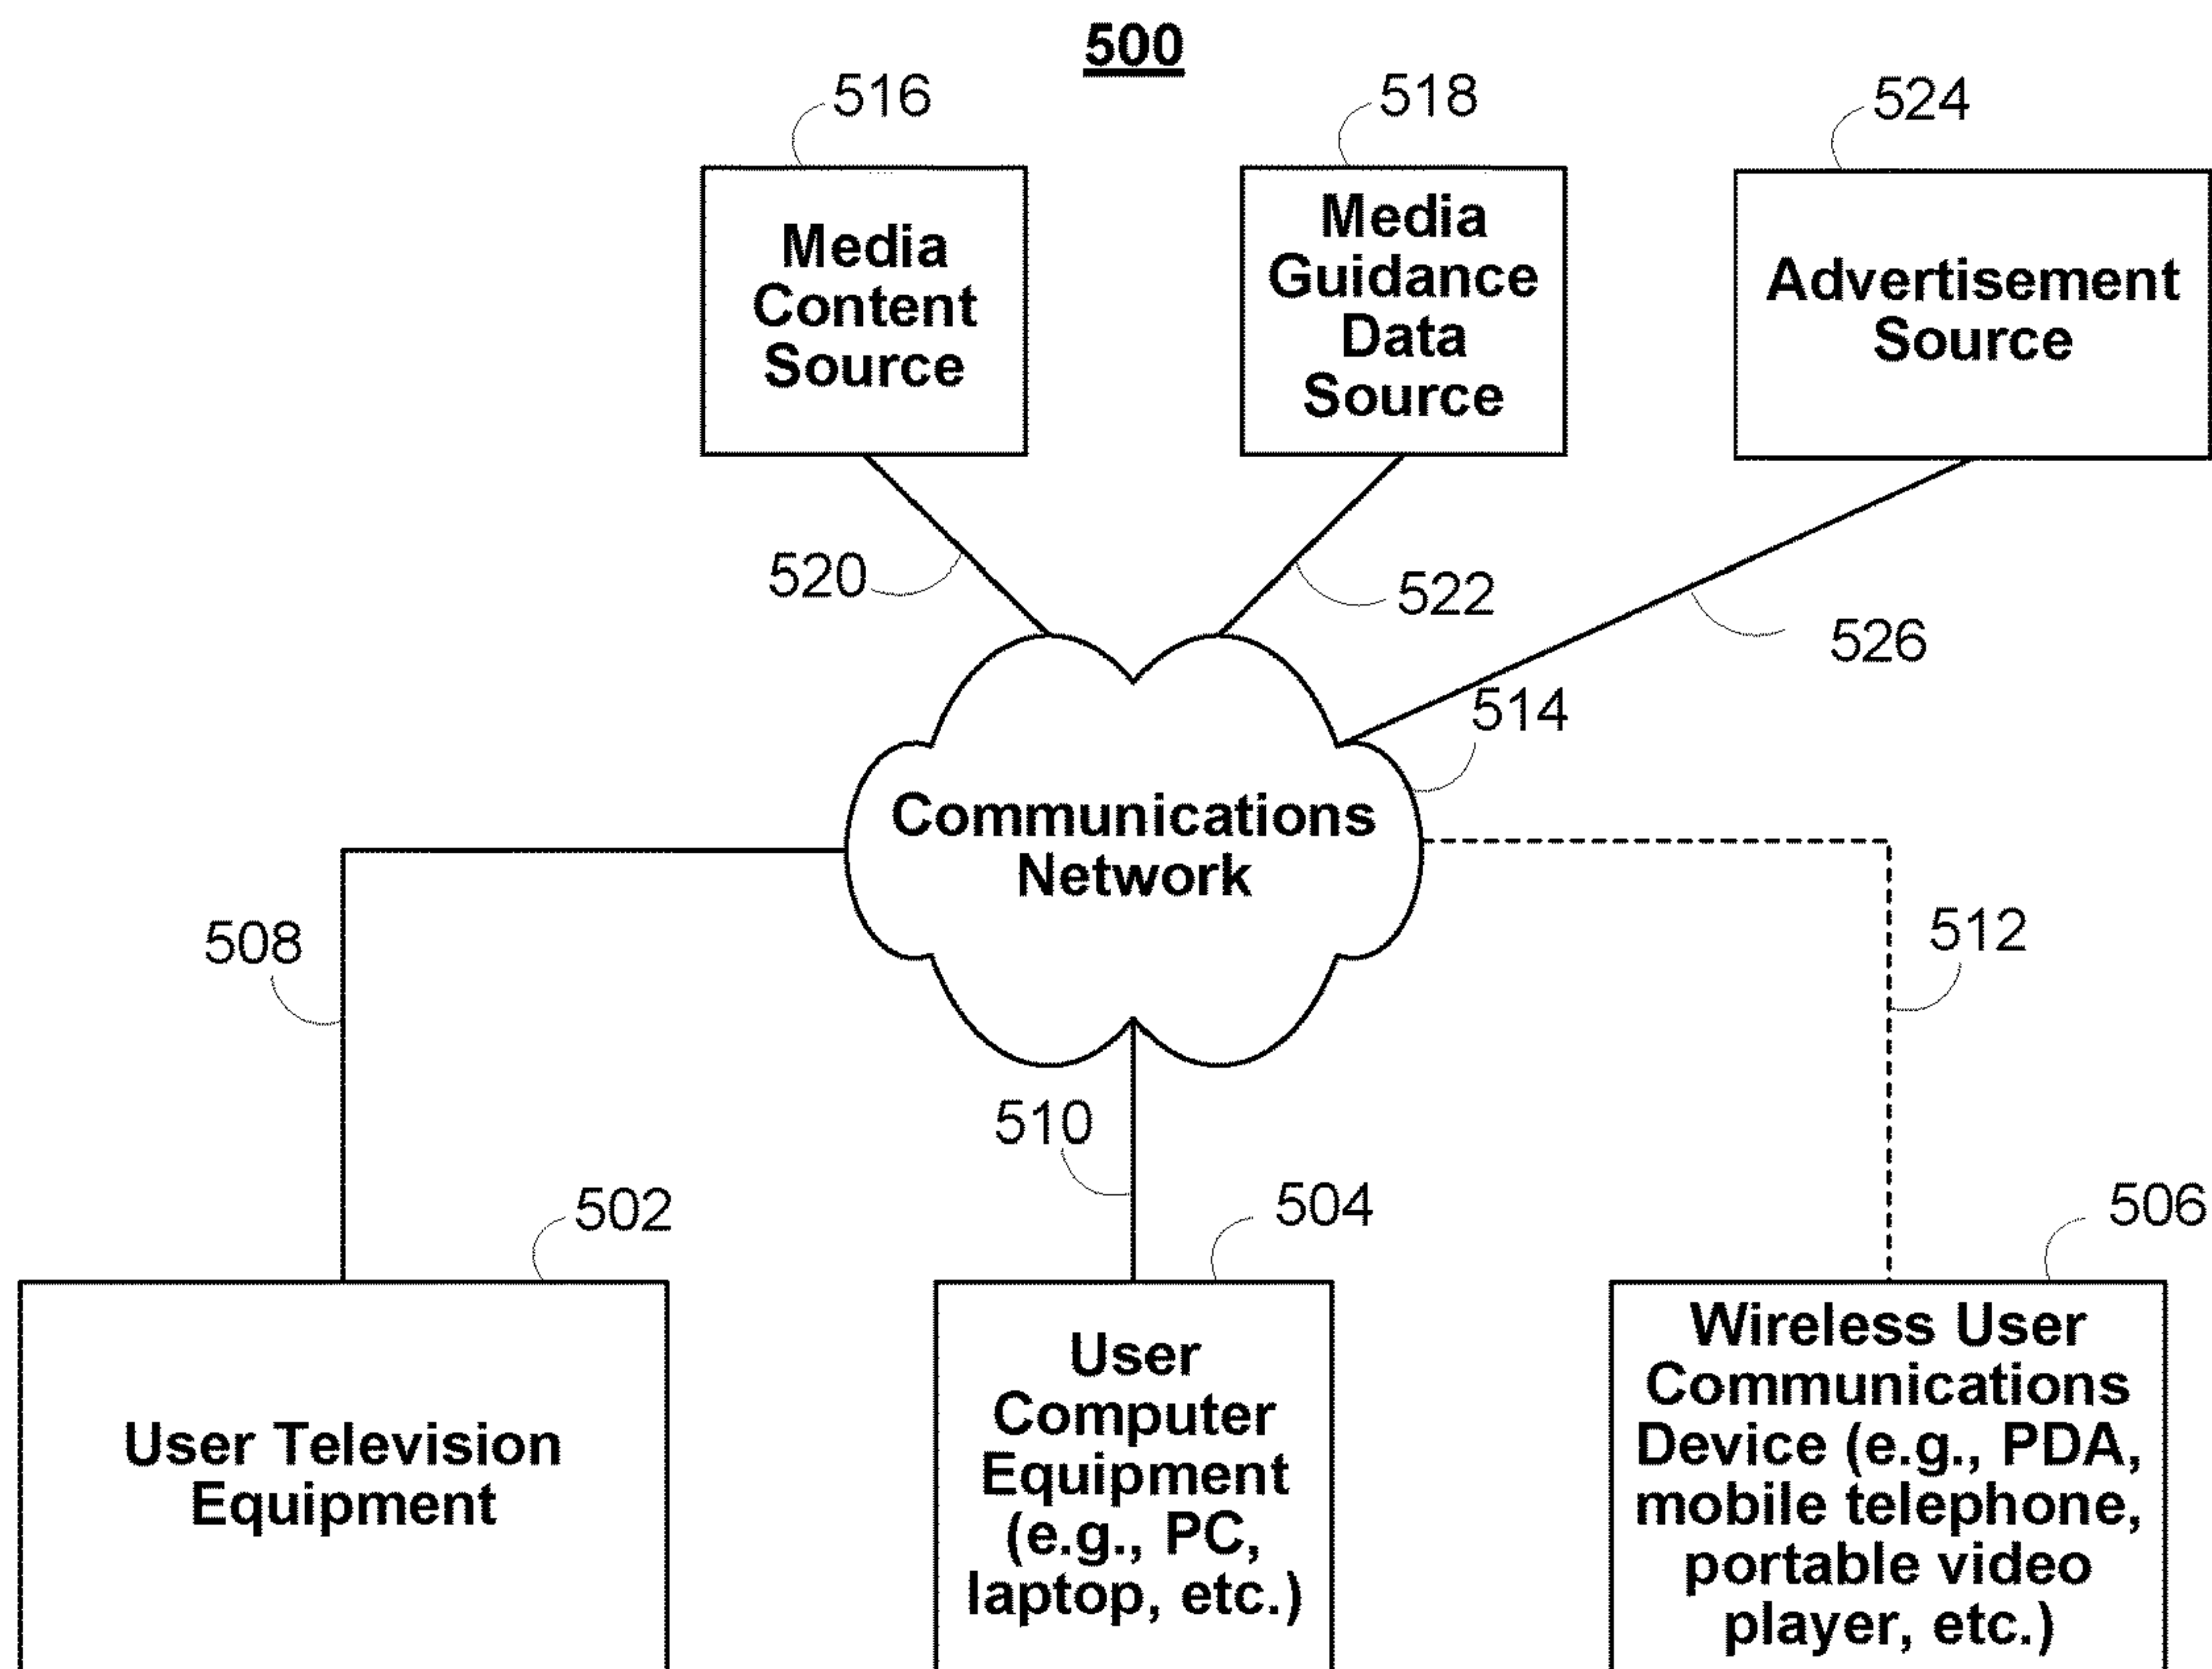 500
516
518
524
Media
Content
Source
Media
Guidance
Data
Source
Advertisement
Source
520
522
526
514
Communications
Network
508
512
510
502
504
506
User Television
Equipment
User
Computer
Equipment
(e.g., PC,
laptop, etc.)
Wireless User
Communications
Device (e.g., PDA,
mobile telephone,
portable video
player, etc.)